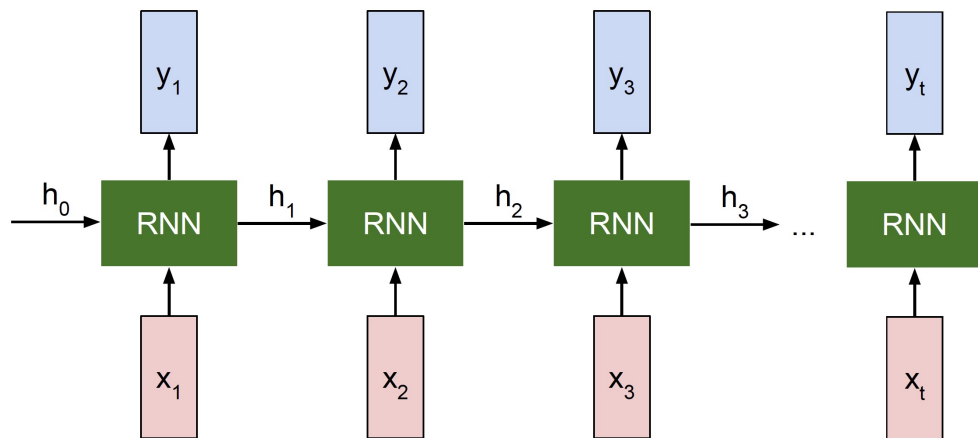 y₁ y₂ y₃ yₜ
h₀ RNN h₁ RNN h₂ RNN h₃ ... RNN
x₁ x₂ x₃ xₜ